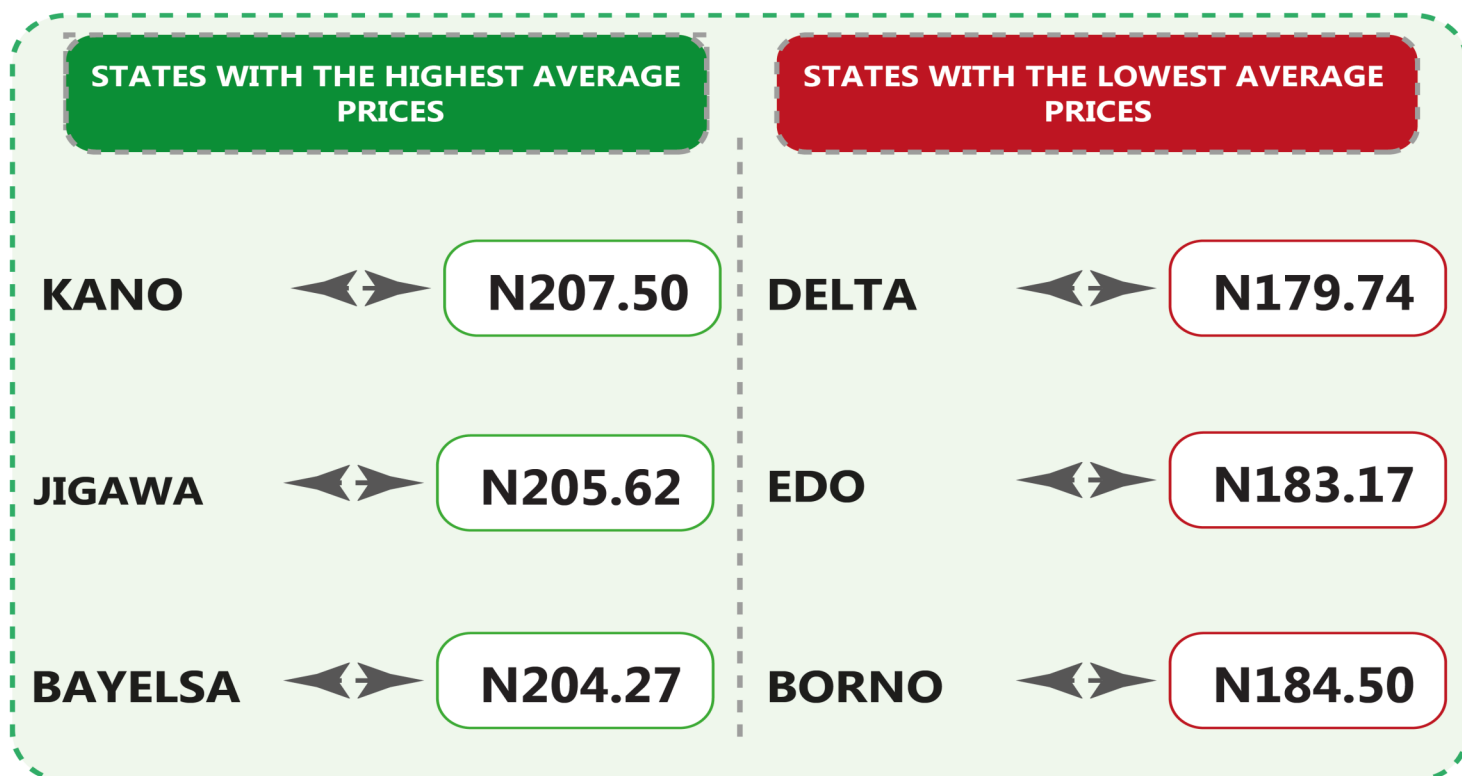 STATES WITH THE HIGHEST AVERAGE
PRICES
KANO N207.50
JIGAWA N205.62
BAYELSA N204.27
STATES WITH THE LOWEST AVERAGE
PRICES
DELTA N179.74
EDO N183.17
BORNO N184.50